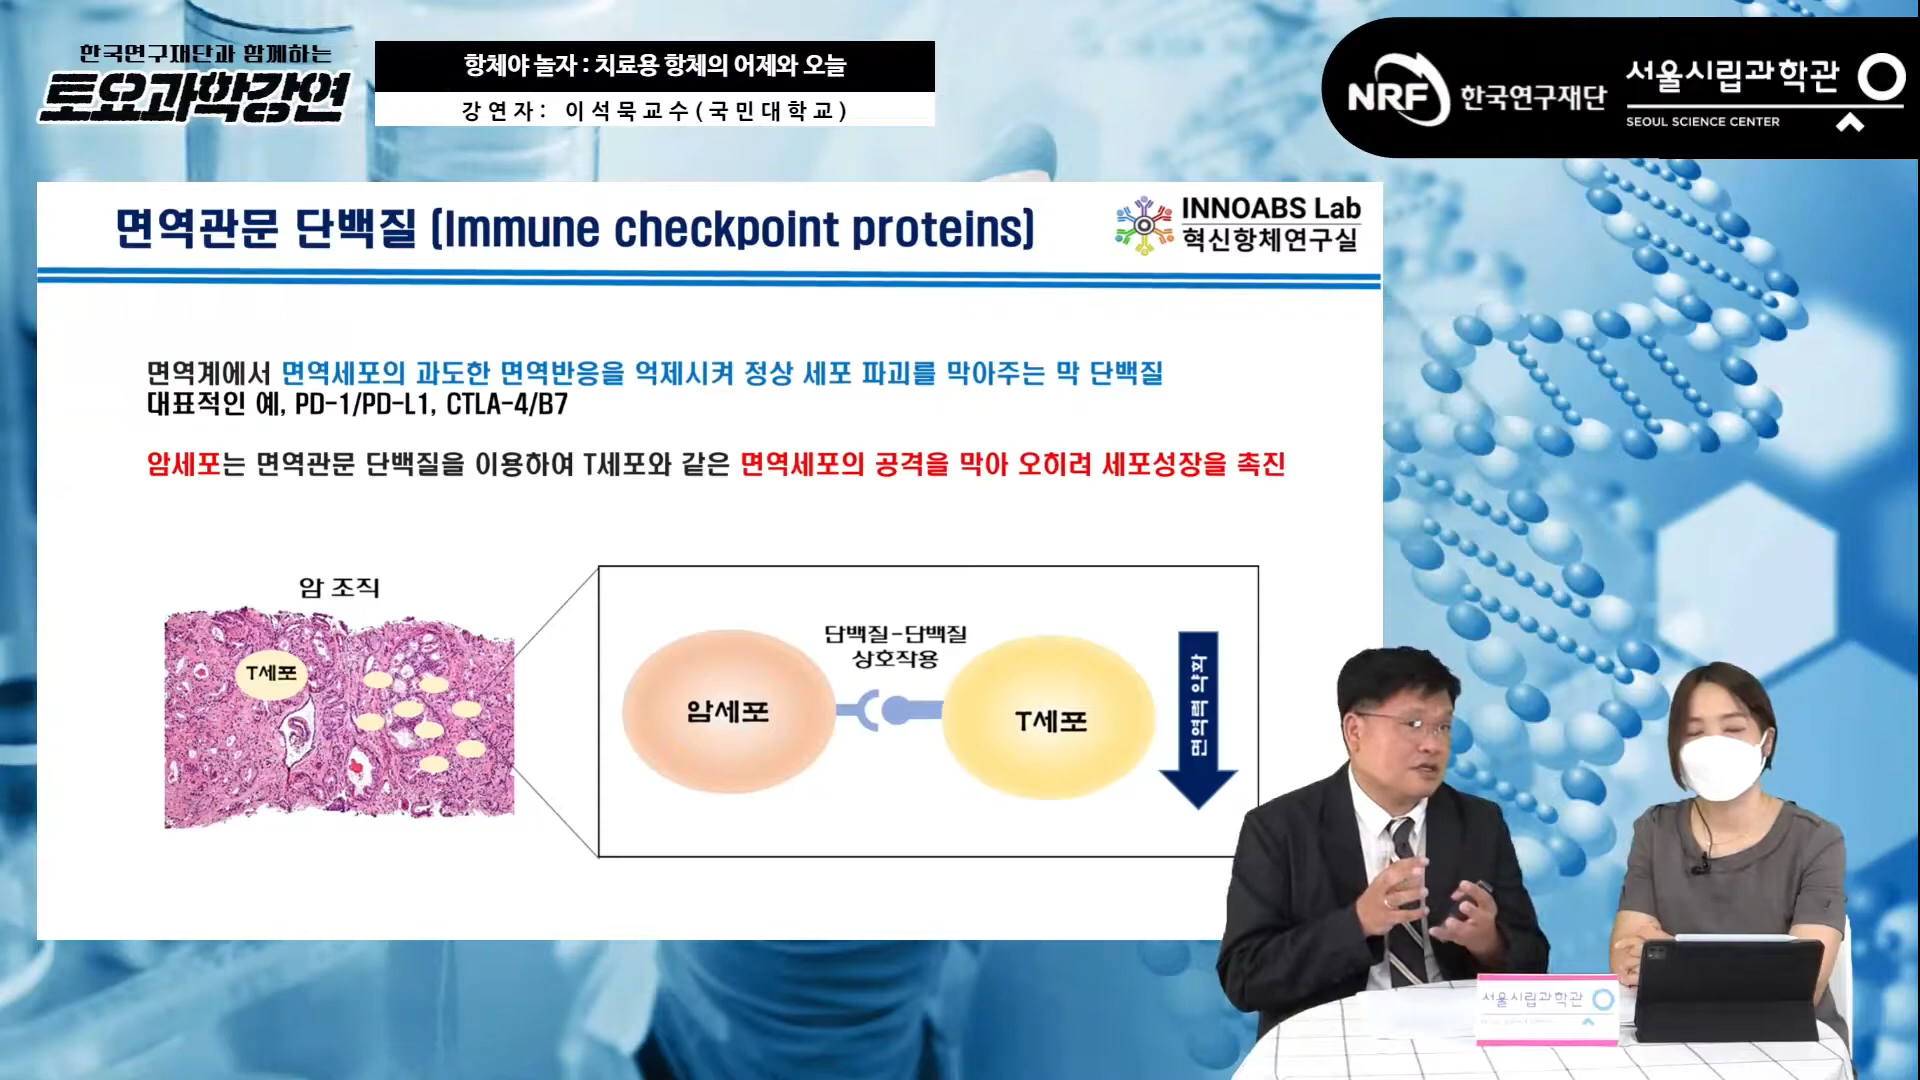 한국연구재단과 함께하는
토요과학강연
항체야 놀자 : 치료용 항체의 어제와 오늘
강연자: 이석묵교수(국민대학교)
NRF 한국연구재단
서울시립과학관
SEOUL SCIENCE CENTER
면역관문 단백질 (Immune checkpoint proteins)
INNOABS Lab
혁신항체연구실
면역계에서 면역세포의 과도한 면역반응을 억제시켜 정상 세포 파괴를 막아주는 막 단백질
대표적인 예, PD-1/PD-L1, CTLA-4/B7
암세포는 면역관문 단백질을 이용하여 T세포와 같은 면역세포의 공격을 막아 오히려 세포성장을 촉진
암 조직
T세포
단백질-단백질
상호작용
암세포
T세포
면역력 약화
서울시립과학관